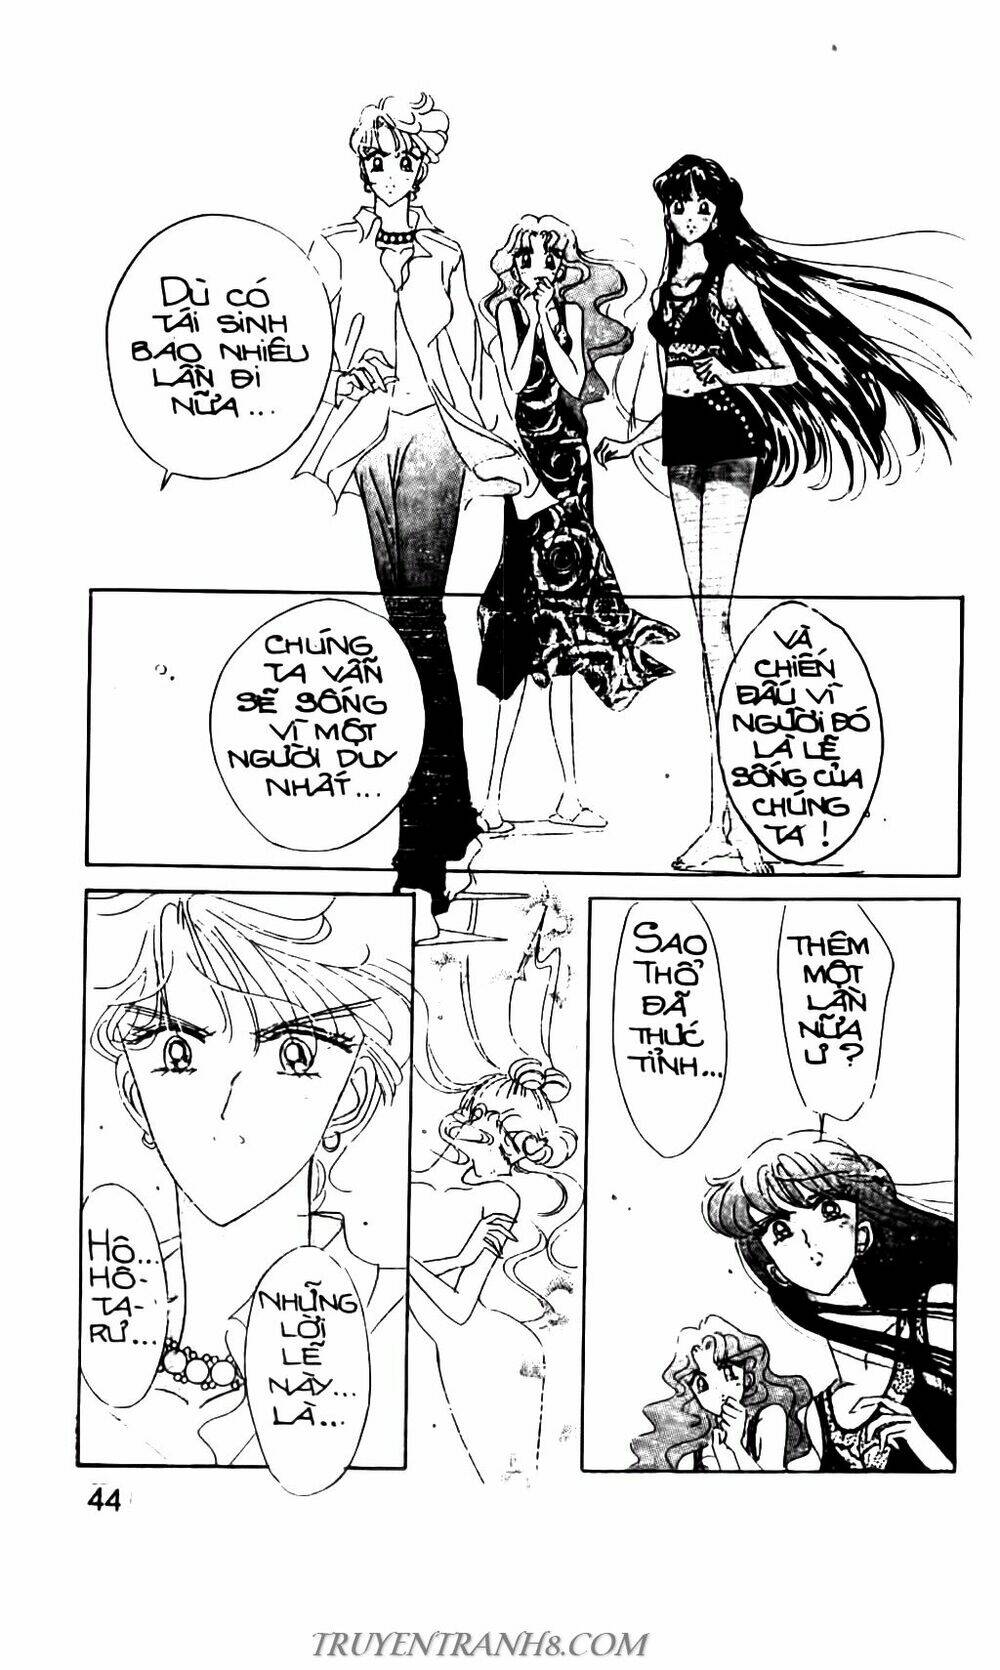 DÙ CÓ
TÁI SINH
BAO NHIÊU
LẦN ĐI
NỮA...
CHÚNG
TA VẪN
SẼ SỐNG
VÌ MỘT
NGƯỜI DUY
NHẤT...
VÀ
CHIẾN
ĐẤU VÌ
NGƯỜI ĐÓ
LÀ LẼ
SỐNG CỦA
CHÚNG
TA !
HÔ...
HÔ-
TA-
RƯ...
NHỮNG
LỜI
LẼ
NÀY...
LÀ...
SAO
THỔ
ĐÃ
THỨC
TỈNH...
THÊM
MỘT
LẦN
NỮA
Ư ?
44
TRUYENTRANH8.COM